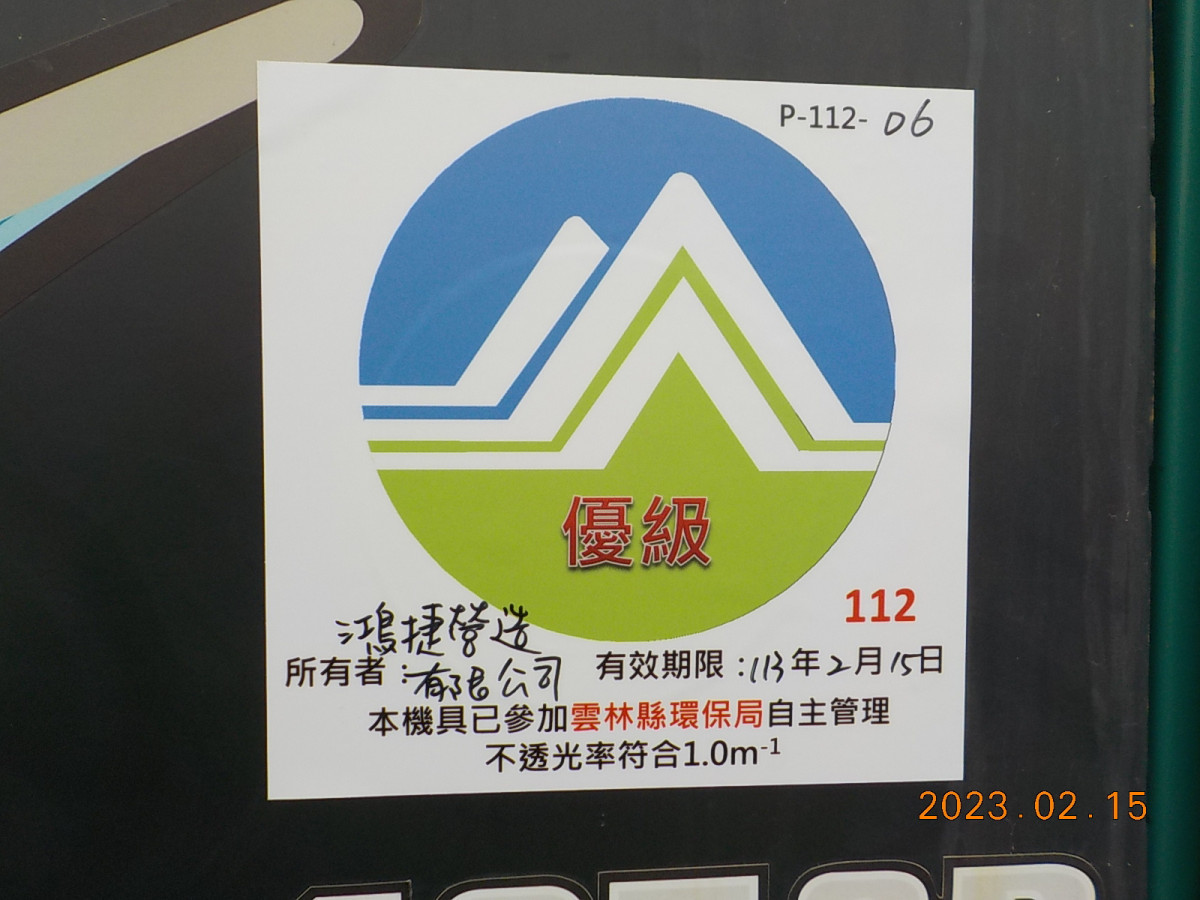 P-112-06
優級
112
鴻捷營造
所有者：有限公司 有效期限：113年2月15日
本機具已參加雲林縣環保局自主管理
不透光率符合1.0m⁻¹
2023.02.15